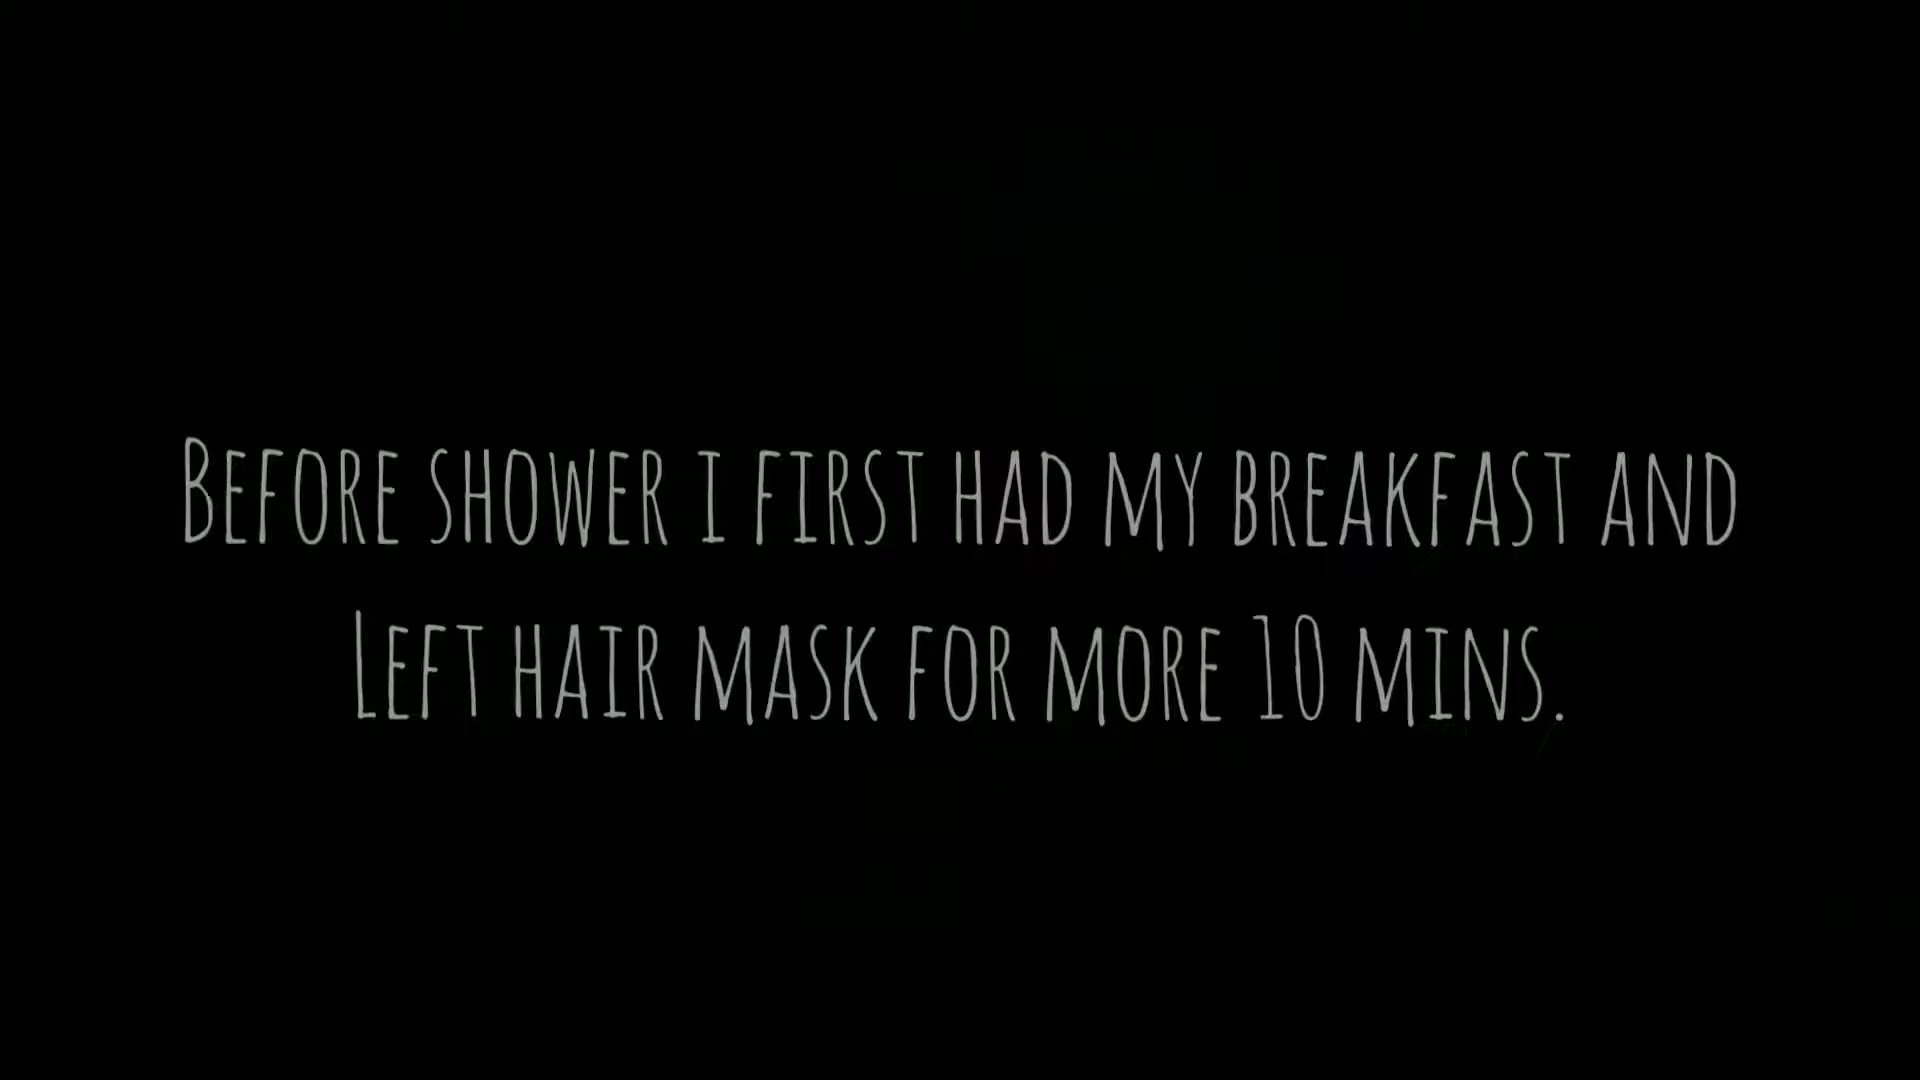 Before shower i first had my breakfast and
Left hair mask for more 10 mins.